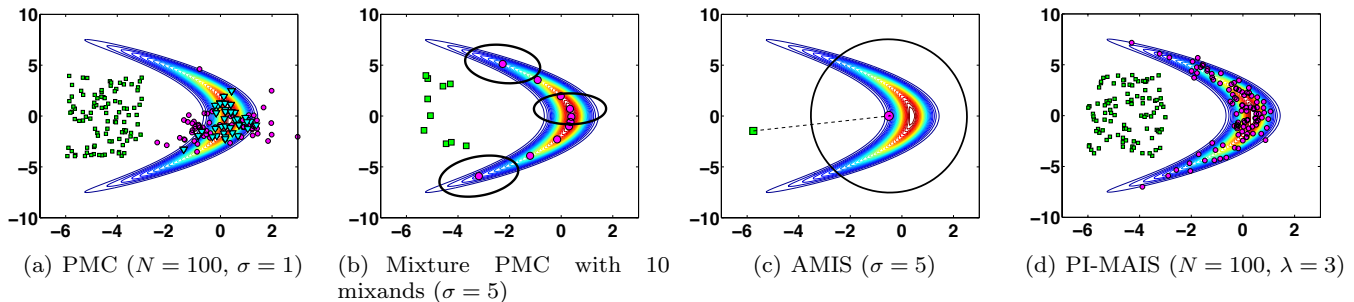 10
5
0
−5
−10
−6 −4 −2 0 2
(a) PMC (N = 100, σ = 1)
10
5
0
−5
−10
−6 −4 −2 0 2
(b) Mixture PMC with 10
mixands (σ = 5)
10
5
0
−5
−10
−6 −4 −2 0 2
(c) AMIS (σ = 5)
10
5
0
−5
−10
−6 −4 −2 0 2
(d) PI-MAIS (N = 100, λ = 3)